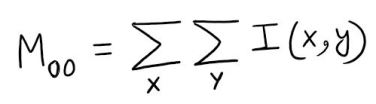 M₀₀ = ∑ₓ ∑ᵧ I(x,y)